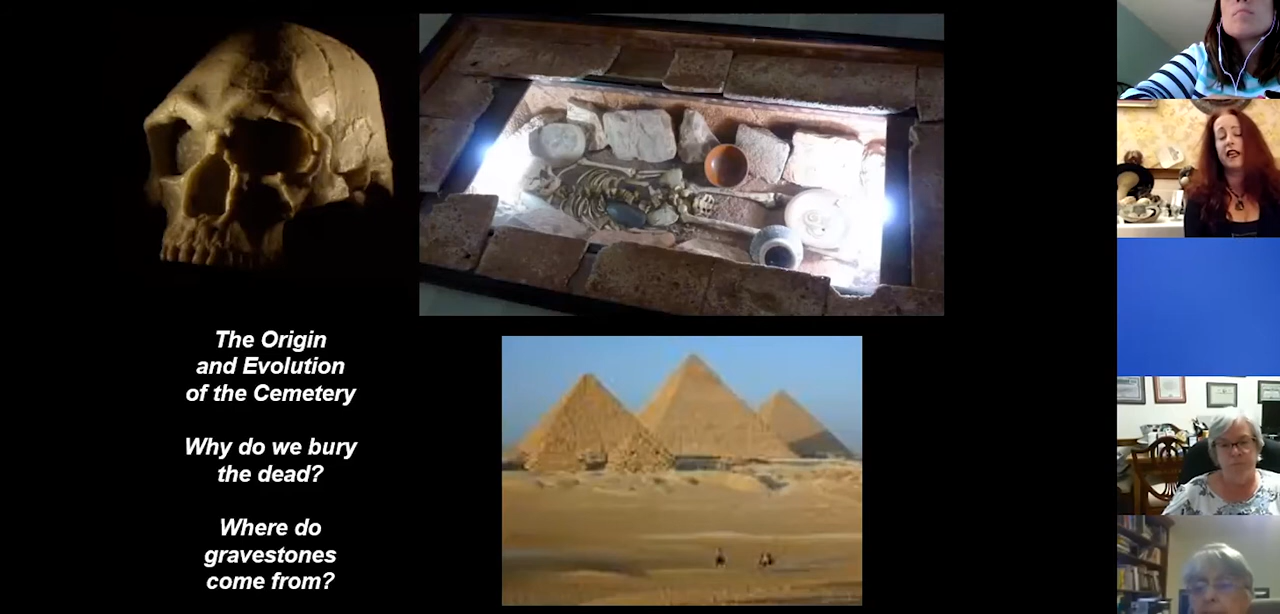 The Origin
and Evolution
of the Cemetery
Why do we bury
the dead?
Where do
gravestones
come from?